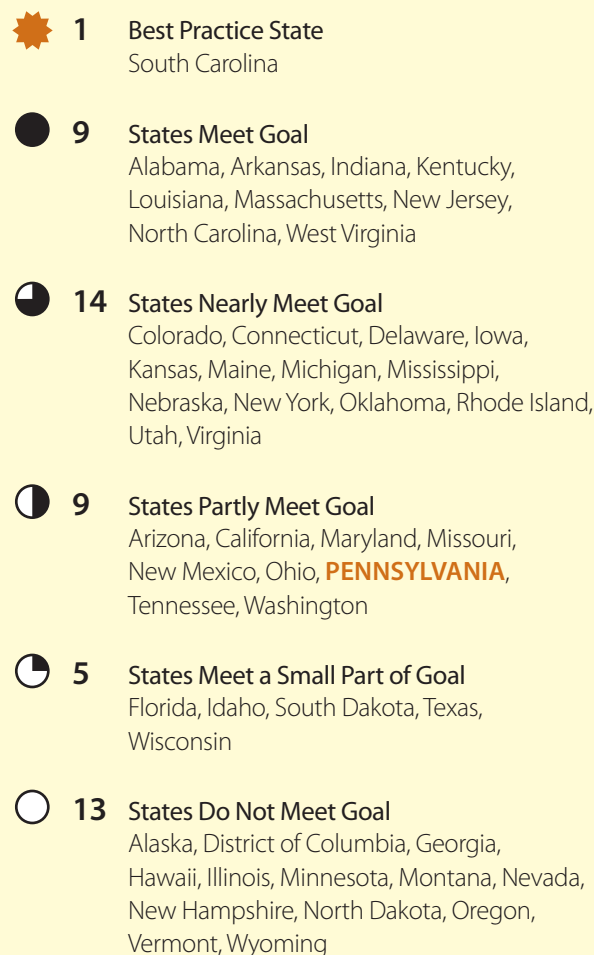 1 Best Practice State
South Carolina
9 States Meet Goal
Alabama, Arkansas, Indiana, Kentucky,
Louisiana, Massachusetts, New Jersey,
North Carolina, West Virginia
14 States Nearly Meet Goal
Colorado, Connecticut, Delaware, Iowa,
Kansas, Maine, Michigan, Mississippi,
Nebraska, New York, Oklahoma, Rhode Island,
Utah, Virginia
9 States Partly Meet Goal
Arizona, California, Maryland, Missouri,
New Mexico, Ohio, PENNSYLVANIA,
Tennessee, Washington
5 States Meet a Small Part of Goal
Florida, Idaho, South Dakota, Texas,
Wisconsin
13 States Do Not Meet Goal
Alaska, District of Columbia, Georgia,
Hawaii, Illinois, Minnesota, Montana, Nevada,
New Hampshire, North Dakota, Oregon,
Vermont, Wyoming